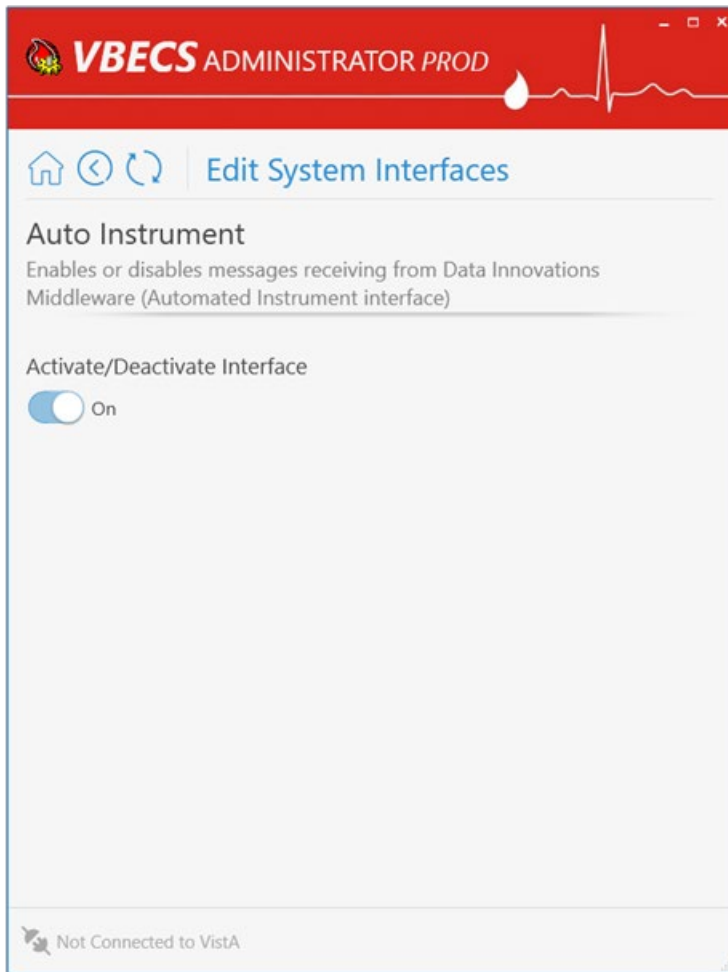 VBECS ADMINISTRATOR PROD
Edit System Interfaces
Auto Instrument
Enables or disables messages receiving from Data Innovations
Middleware (Automated Instrument interface)
Activate/Deactivate Interface
On
Not Connected to VistA